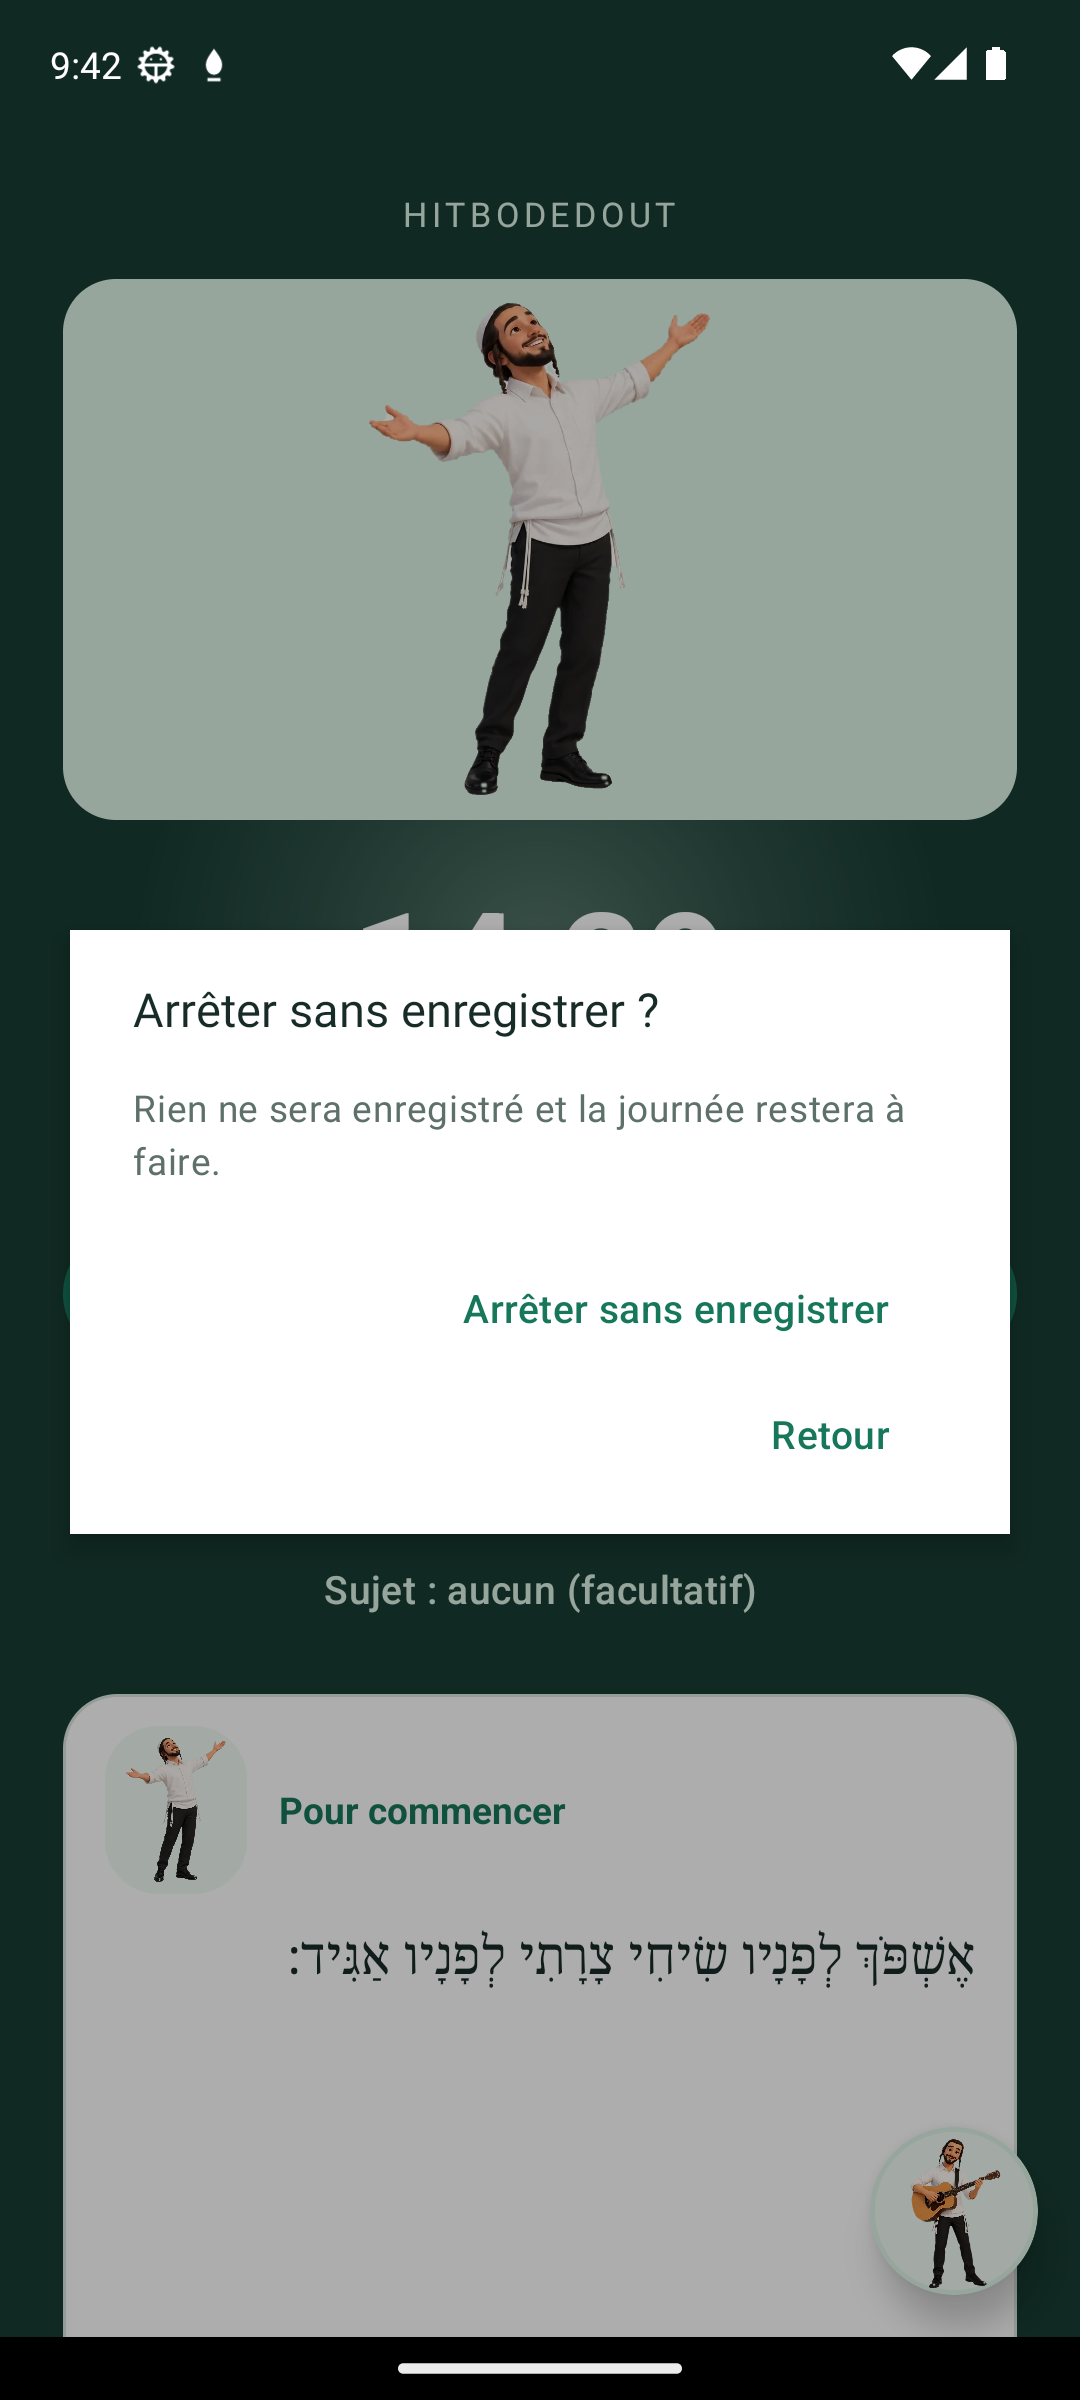 9:42
HITBODEDOUT
Arrêter sans enregistrer ?
Rien ne sera enregistré et la journée restera à
faire.
Arrêter sans enregistrer
Retour
Sujet : aucun (facultatif)
Pour commencer
אֶשְׁפֹּךְ לְפָנָיו שִׂיחִי צָרָתִי לְפָנָיו אַגִּיד: